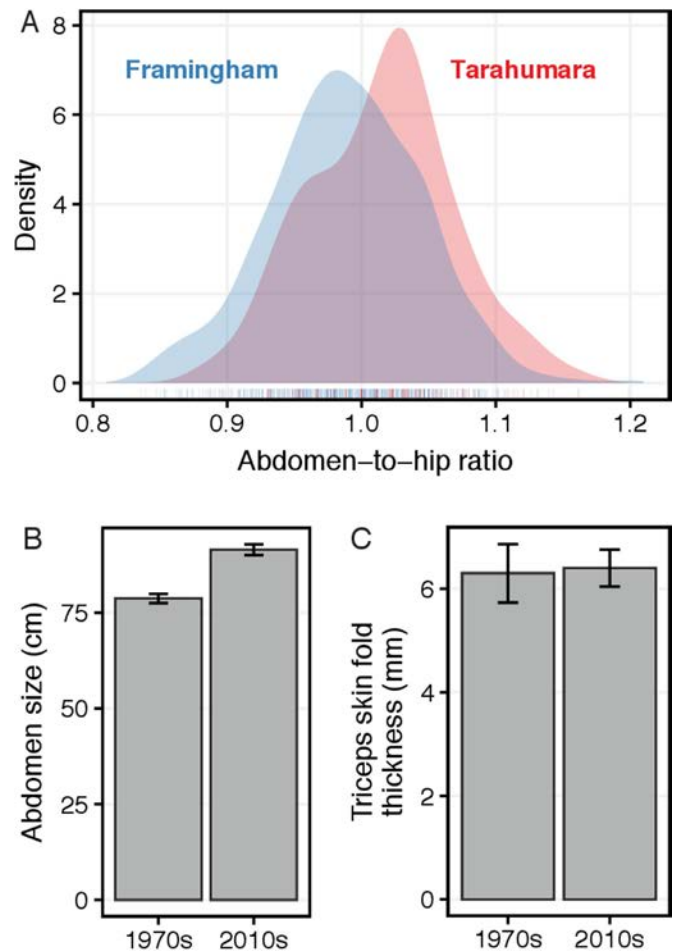 A
8
Framingham
Tarahumara
6
Density
4
2
0
0.8 0.9 1.0 1.1 1.2
Abdomen–to–hip ratio
B
Abdomen size (cm)
75
50
25
0
1970s 2010s
C
Triceps skin fold
thickness (mm)
6
4
2
0
1970s 2010s